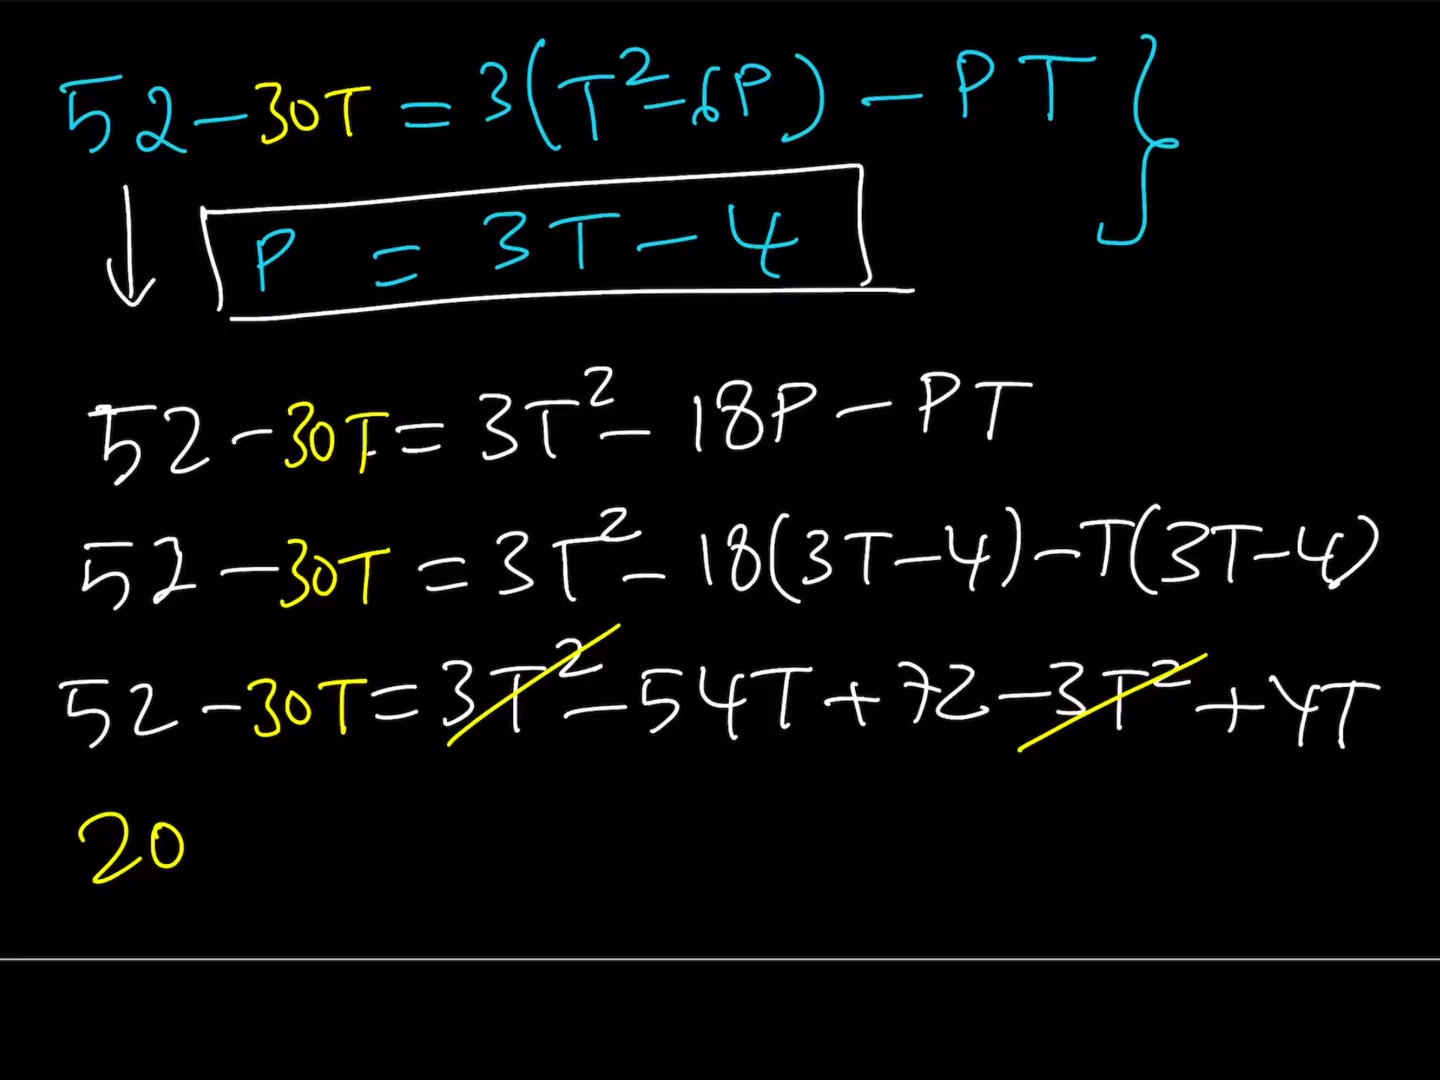 52 - 30T = 3(T² - 6P) - PT
P = 3T - 4
52 - 30T = 3T² - 18P - PT
52 - 30T = 3T² - 18(3T - 4) - T(3T - 4)
52 - 30T = 3T² - 54T + 72 - 3T² + 4T
20